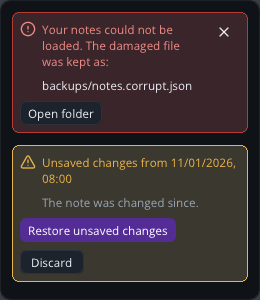 Your notes could not be
loaded. The damaged file
was kept as:
backups/notes.corrupt.json
Open folder
Unsaved changes from 11/01/2026,
08:00
The note was changed since.
Restore unsaved changes
Discard